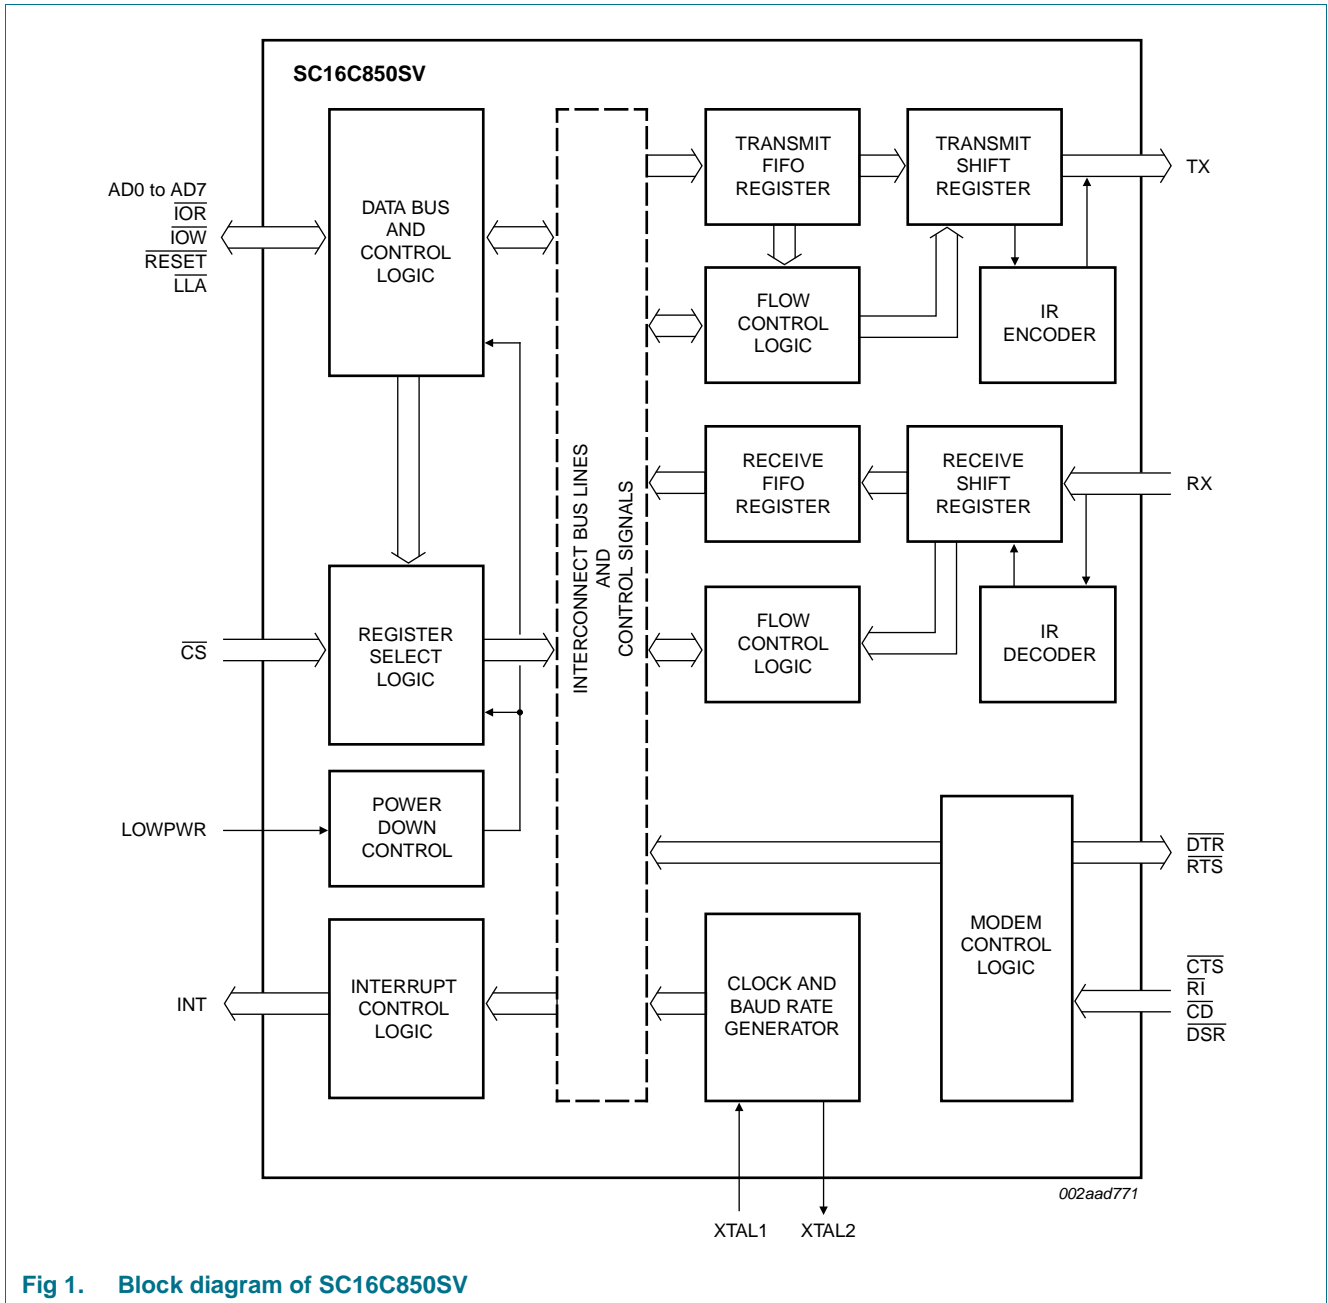 SC16C850SV
AD0 to AD7
IOR
IOW
RESET
LLA
DATA BUS
AND
CONTROL
LOGIC
TRANSMIT
FIFO
REGISTER
TRANSMIT
SHIFT
REGISTER
TX
FLOW
CONTROL
LOGIC
IR
ENCODER
INTERCONNECT BUS LINES
AND
CONTROL SIGNALS
RECEIVE
FIFO
REGISTER
RECEIVE
SHIFT
REGISTER
RX
CS
REGISTER
SELECT
LOGIC
FLOW
CONTROL
LOGIC
IR
DECODER
LOWPWR
POWER
DOWN
CONTROL
DTR
RTS
MODEM
CONTROL
LOGIC
INT
INTERRUPT
CONTROL
LOGIC
CLOCK AND
BAUD RATE
GENERATOR
CTS
RI
CD
DSR
XTAL1
XTAL2
002aad771
Fig 1. Block diagram of SC16C850SV